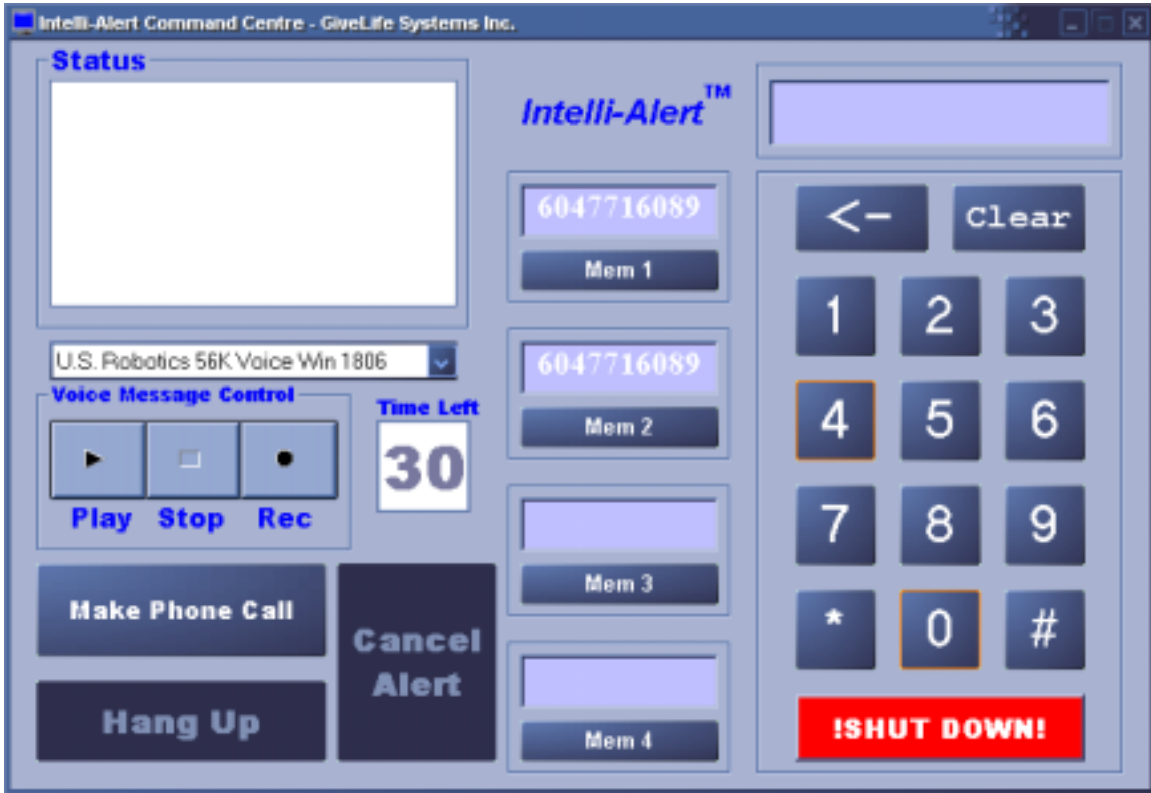 Intelli-Alert Command Centre - GiveLife Systems Inc.
Status
Intelli-Alert™
6047716089
Mem 1
<- Clear
1 2 3
U.S. Robotics 56K Voice Win 1806
6047716089
Mem 2
4 5 6
Voice Message Control
Time Left
30
Play Stop Rec
Mem 3
7 8 9
Make Phone Call
Cancel
Alert
Hang Up
Mem 4
* 0 #
!SHUT DOWN!